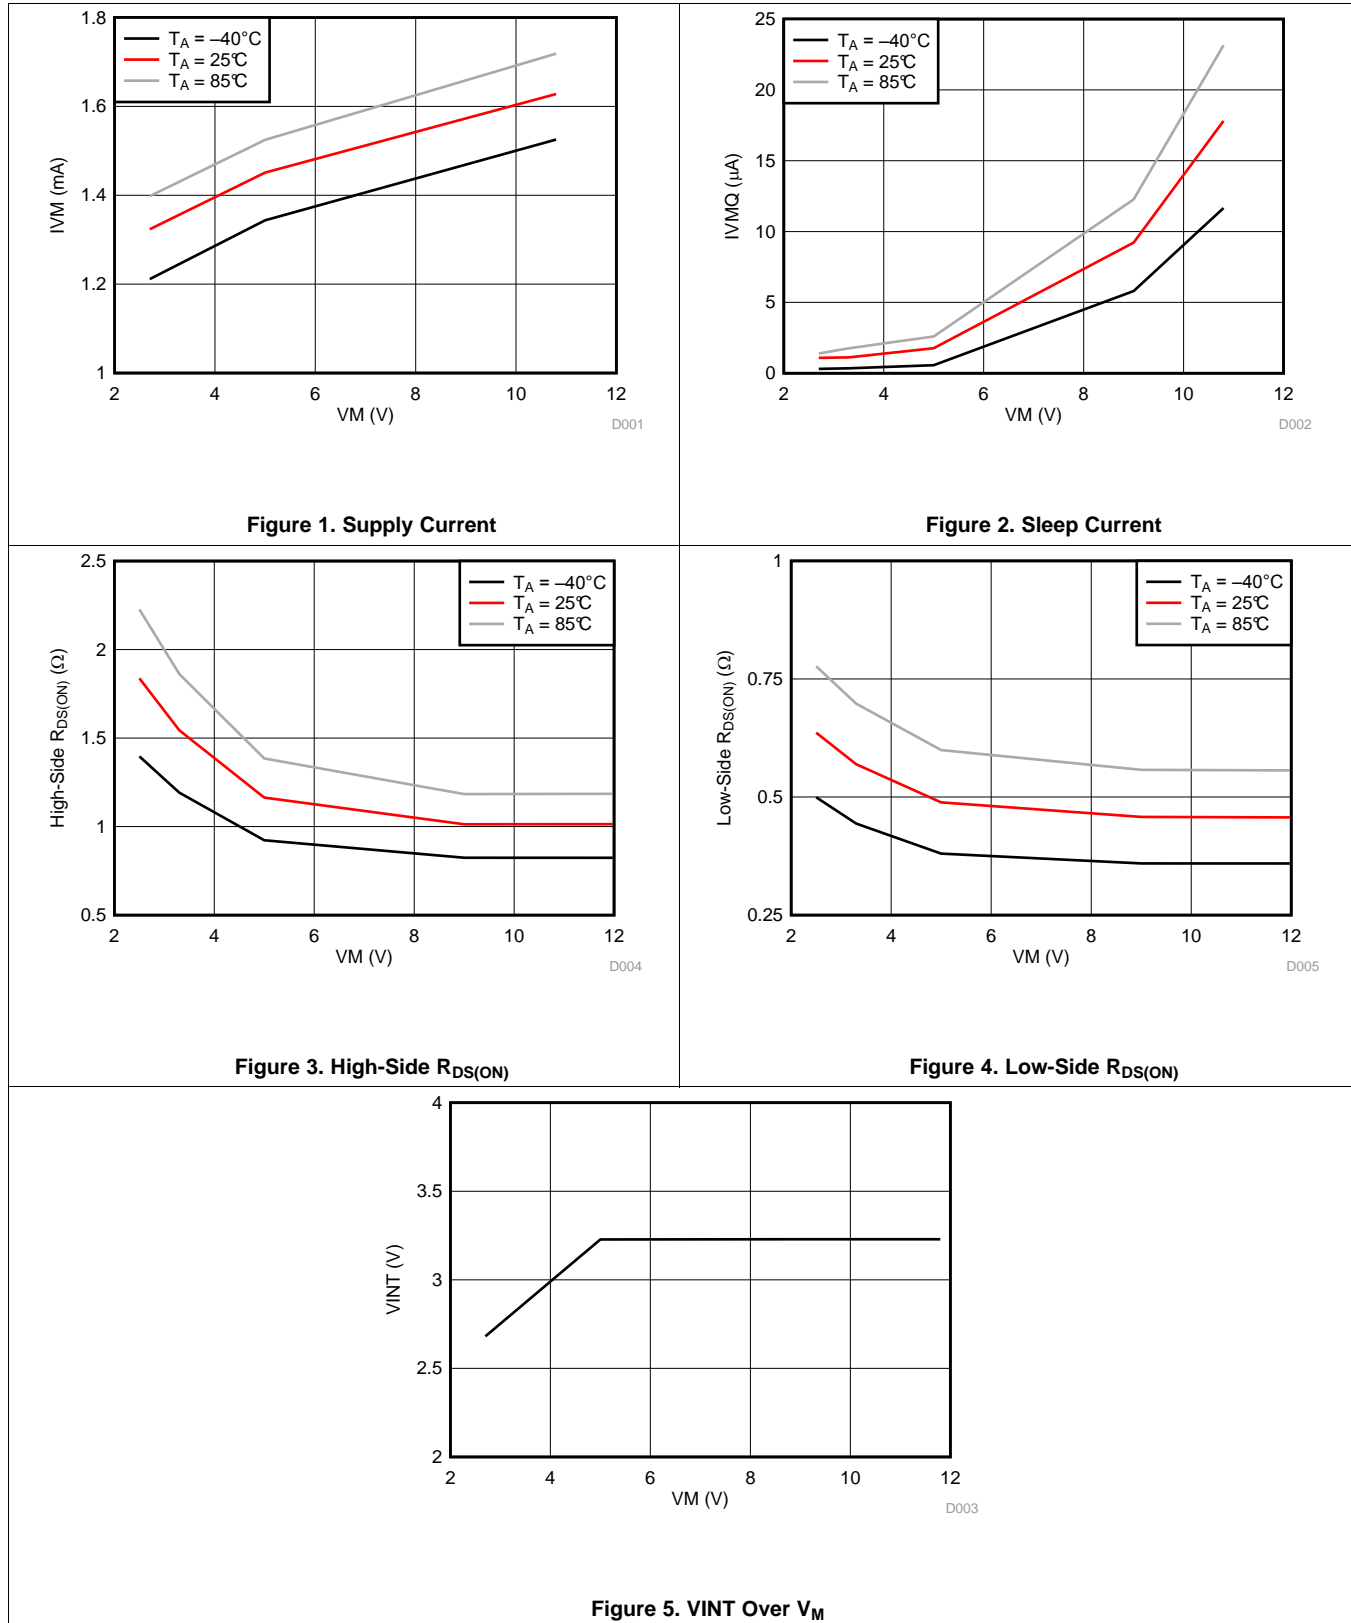 1.8
1.6
1.4
1.2
1
IVM (mA)
T_A = –40°C
T_A = 25°C
T_A = 85°C
2 4 6 8 10 12
VM (V)
D001
Figure 1. Supply Current
25
20
15
10
5
0
IVMQ (μA)
T_A = –40°C
T_A = 25°C
T_A = 85°C
2 4 6 8 10 12
VM (V)
D002
Figure 2. Sleep Current
2.5
2
1.5
1
0.5
High-Side R_DS(ON) (Ω)
T_A = –40°C
T_A = 25°C
T_A = 85°C
2 4 6 8 10 12
VM (V)
D004
Figure 3. High-Side R_DS(ON)
1
0.75
0.5
0.25
Low-Side R_DS(ON) (Ω)
T_A = –40°C
T_A = 25°C
T_A = 85°C
2 4 6 8 10 12
VM (V)
D005
Figure 4. Low-Side R_DS(ON)
4
3.5
3
2.5
2
VINT (V)
2 4 6 8 10 12
VM (V)
D003
Figure 5. VINT Over V_M